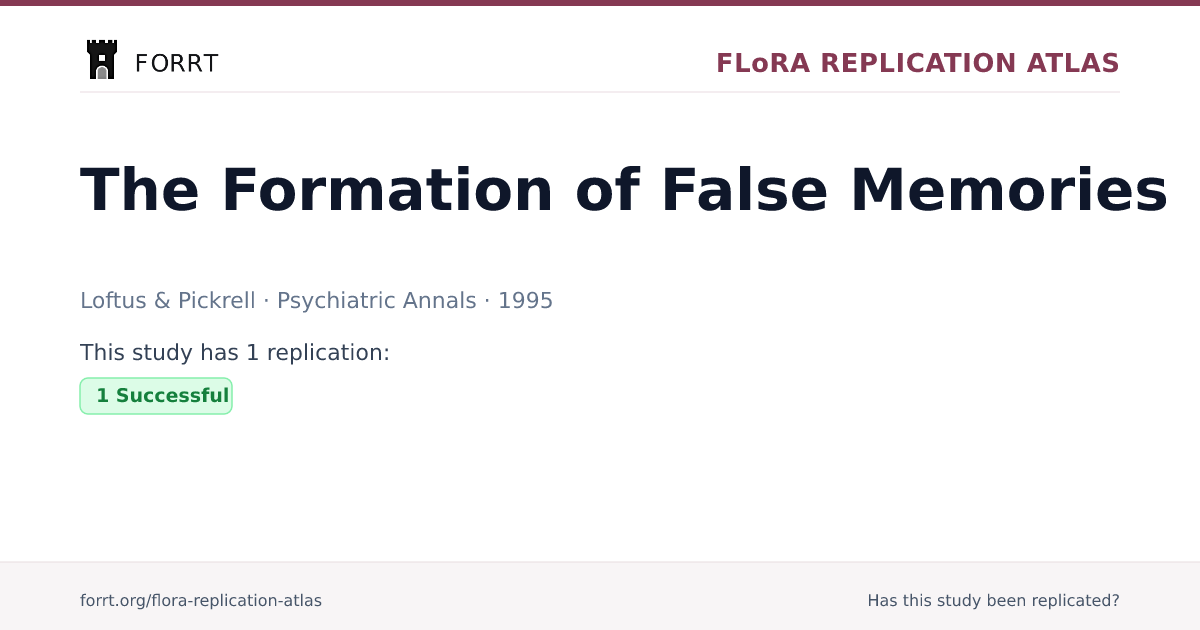 FORRT
FLoRA REPLICATION ATLAS
The Formation of False Memories
Loftus & Pickrell · Psychiatric Annals · 1995
This study has 1 replication:
1 Successful
forrt.org/flora-replication-atlas
Has this study been replicated?